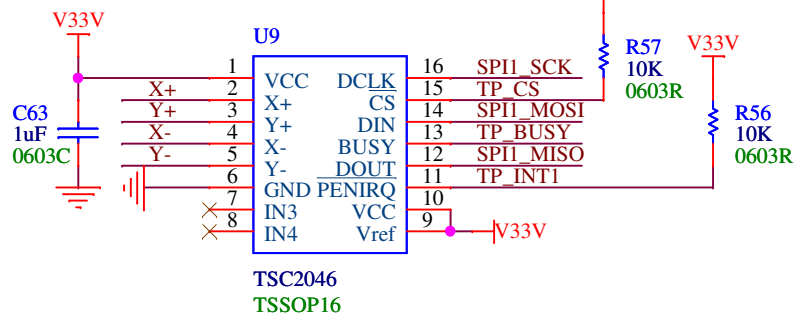 V33V
U9
R57
10K
0603R
V33V
C63
1uF
0603C
R56
10K
0603R
1 VCC DCLK 16 SPI1_SCK
X+ 2 X+ CS 15 TP_CS
Y+ 3 Y+ DIN 14 SPI1_MOSI
X- 4 X- BUSY 13 TP_BUSY
Y- 5 Y- DOUT 12 SPI1_MISO
6 GND PENIRQ 11 TP_INT1
7 IN3 VCC 10
8 IN4 Vref 9 V33V
TSC2046
TSSOP16